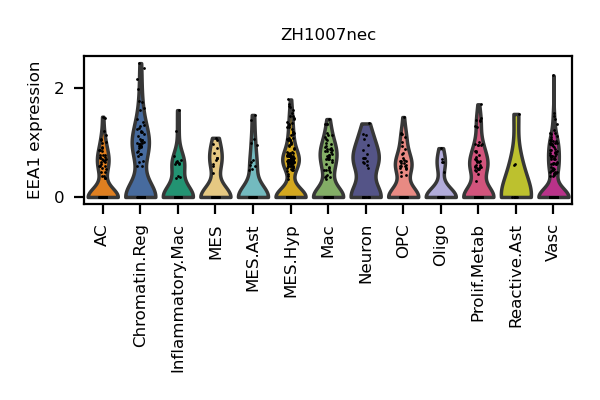 ZH1007nec
EEA1 expression
2
0
AC
Chromatin.Reg
Inflammatory.Mac
MES
MES.Ast
MES.Hyp
Mac
Neuron
OPC
Oligo
Prolif.Metab
Reactive.Ast
Vasc